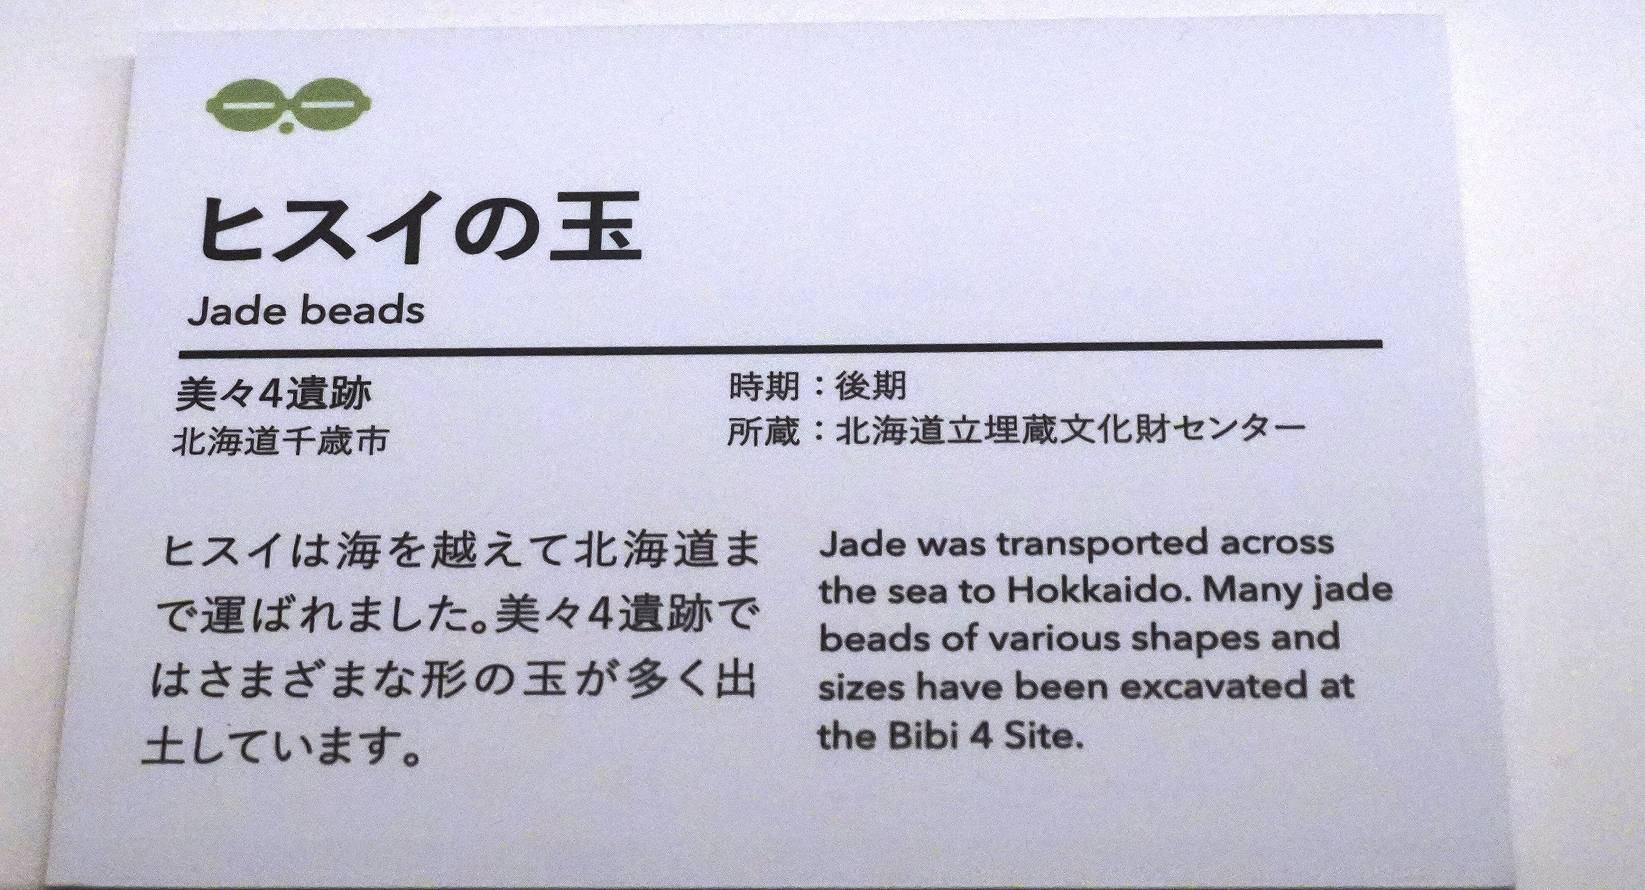 ヒスイの玉
Jade beads
美々4遺跡
北海道千歳市
時期：後期
所蔵：北海道立埋蔵文化財センター
ヒスイは海を越えて北海道ま
で運ばれました。美々4遺跡で
はさまざまな形の玉が多く出
土しています。
Jade was transported across
the sea to Hokkaido. Many jade
beads of various shapes and
sizes have been excavated at
the Bibi 4 Site.